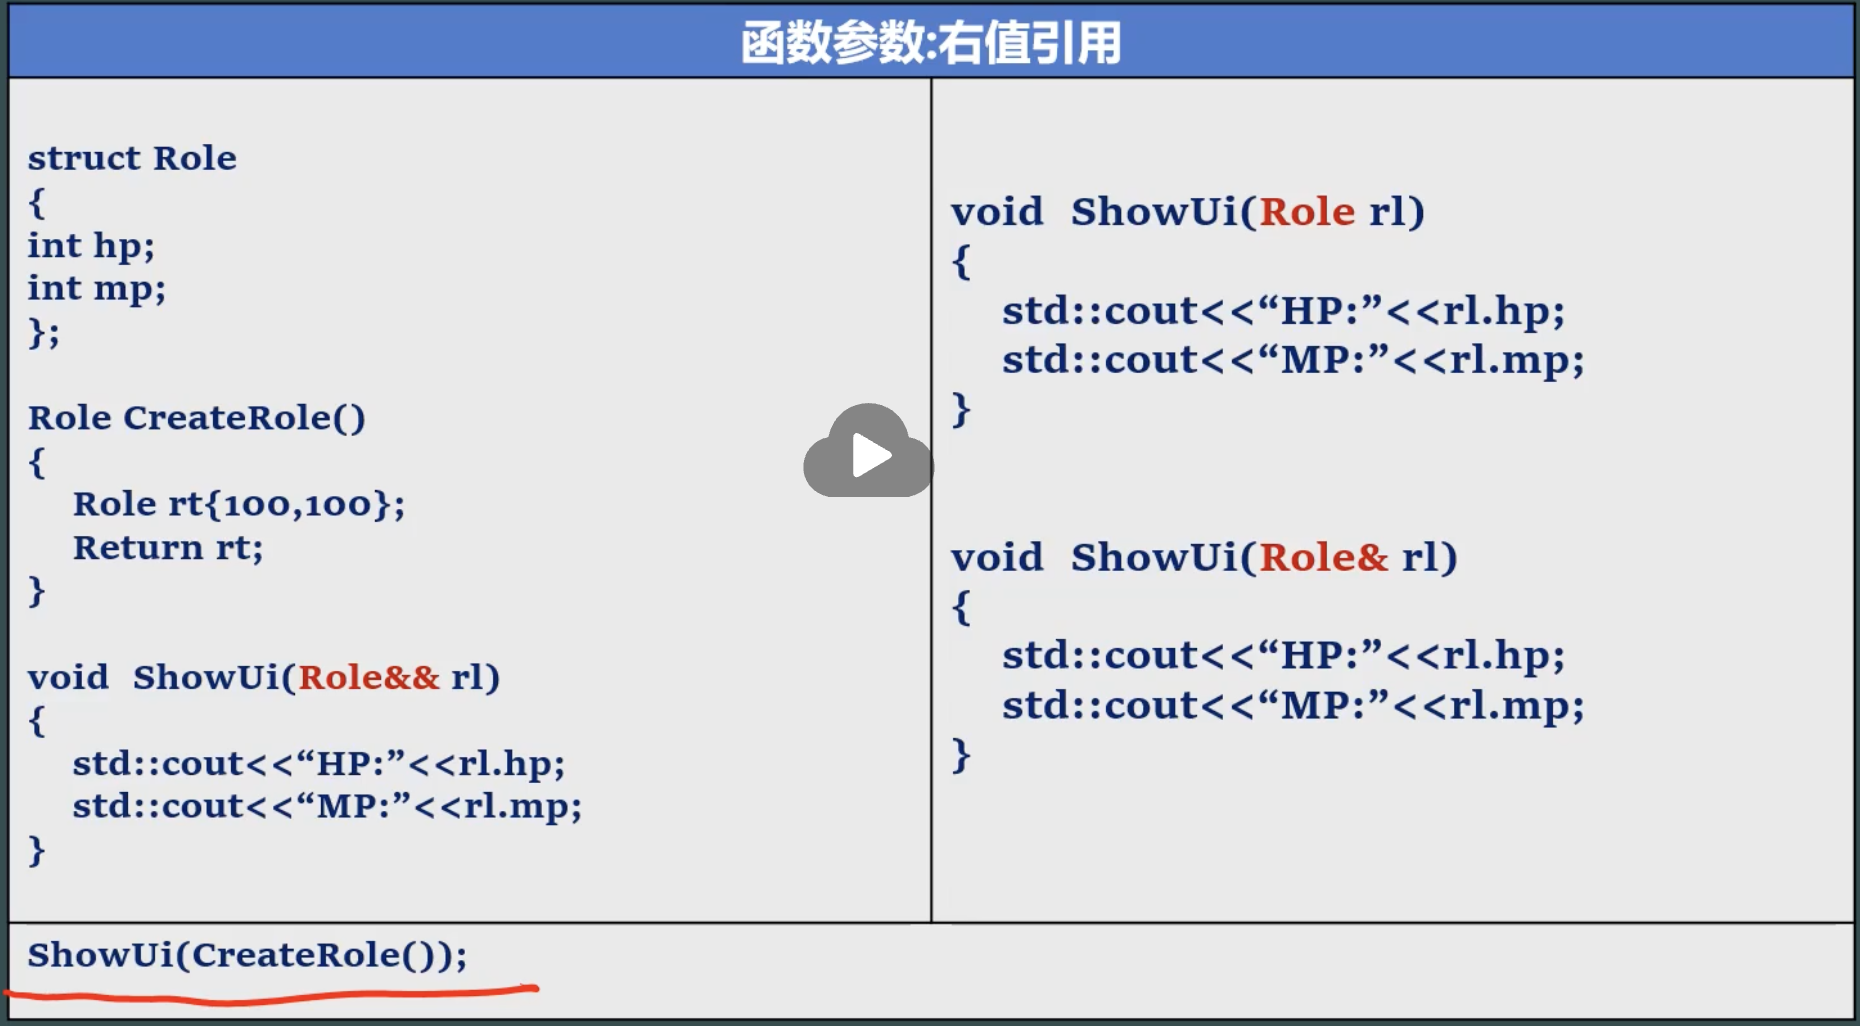 函数参数:右值引用
struct Role
{
int hp;
int mp;
};
Role CreateRole()
{
Role rt{100,100};
Return rt;
}
void ShowUi(Role&& rl)
{
std::cout<<“HP:”<<rl.hp;
std::cout<<“MP:”<<rl.mp;
}
void ShowUi(Role rl)
{
std::cout<<“HP:”<<rl.hp;
std::cout<<“MP:”<<rl.mp;
}
void ShowUi(Role& rl)
{
std::cout<<“HP:”<<rl.hp;
std::cout<<“MP:”<<rl.mp;
}
ShowUi(CreateRole());